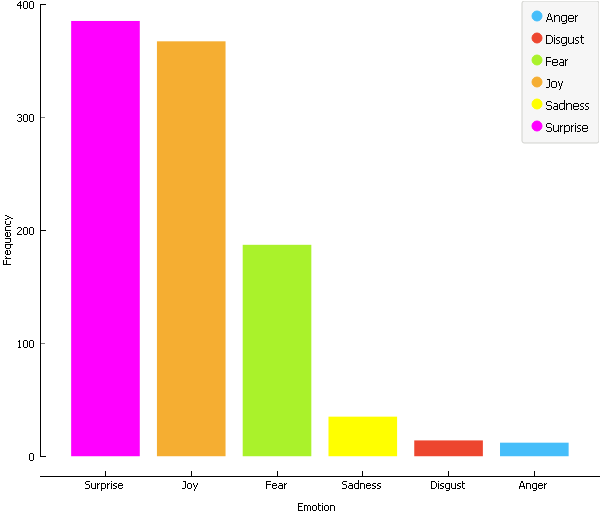 400
300
200
100
0
Frequency
Surprise
Joy
Fear
Sadness
Disgust
Anger
Emotion
Anger
Disgust
Fear
Joy
Sadness
Surprise